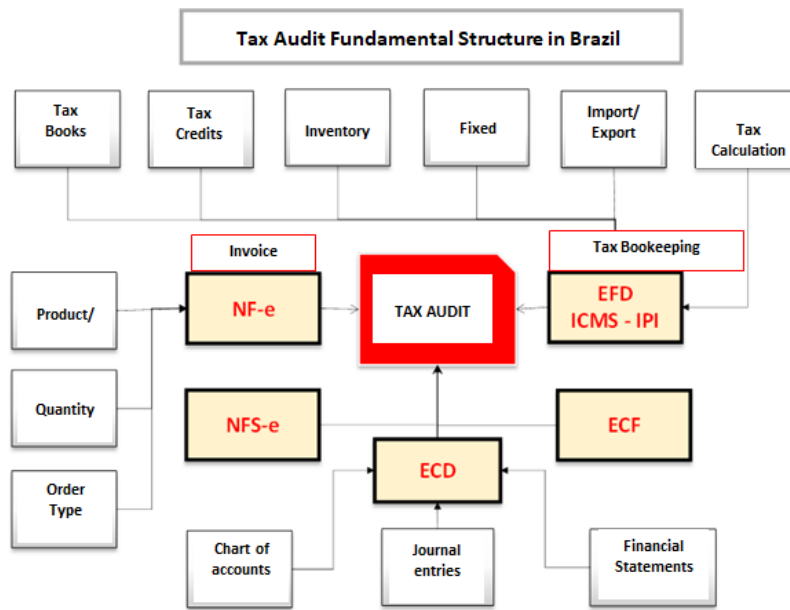 Tax Audit Fundamental Structure in Brazil
Tax
Books
Tax
Credits
Inventory
Fixed
Import/
Export
Tax
Calculation
Invoice
Tax Bookeeping
NF-e
TAX AUDIT
EFD
ICMS - IPI
Product/
Quantity
Order
Type
NFS-e
ECF
ECD
Chart of
accounts
Journal
entries
Financial
Statements